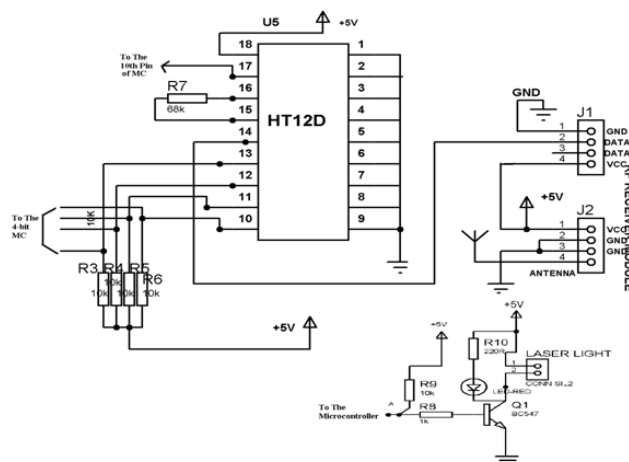 U5
+5V
To The
10th Pin
of MC
18
17
16
15
14
13
12
11
10
1
2
3
4
5
6
7
8
9
HT12D
R7
68k
GND
J1
1 GND
2 DATA
3 DATA
4 VCC
+5V
J2
1 VCC
2 GND
3 GND
4
ANTENNA
RF RECEIVER MODULE
To The
4-bit
MC
10K
R3 R4 R5 R6
10k 10k 10k 10k
+5V
+5V
+5V
R10
220R
LASER LIGHT
1
2
CONN SIL2
LED-RED
R9
10k
To The
Microcontroller
A
R8
1k
Q1
BC547